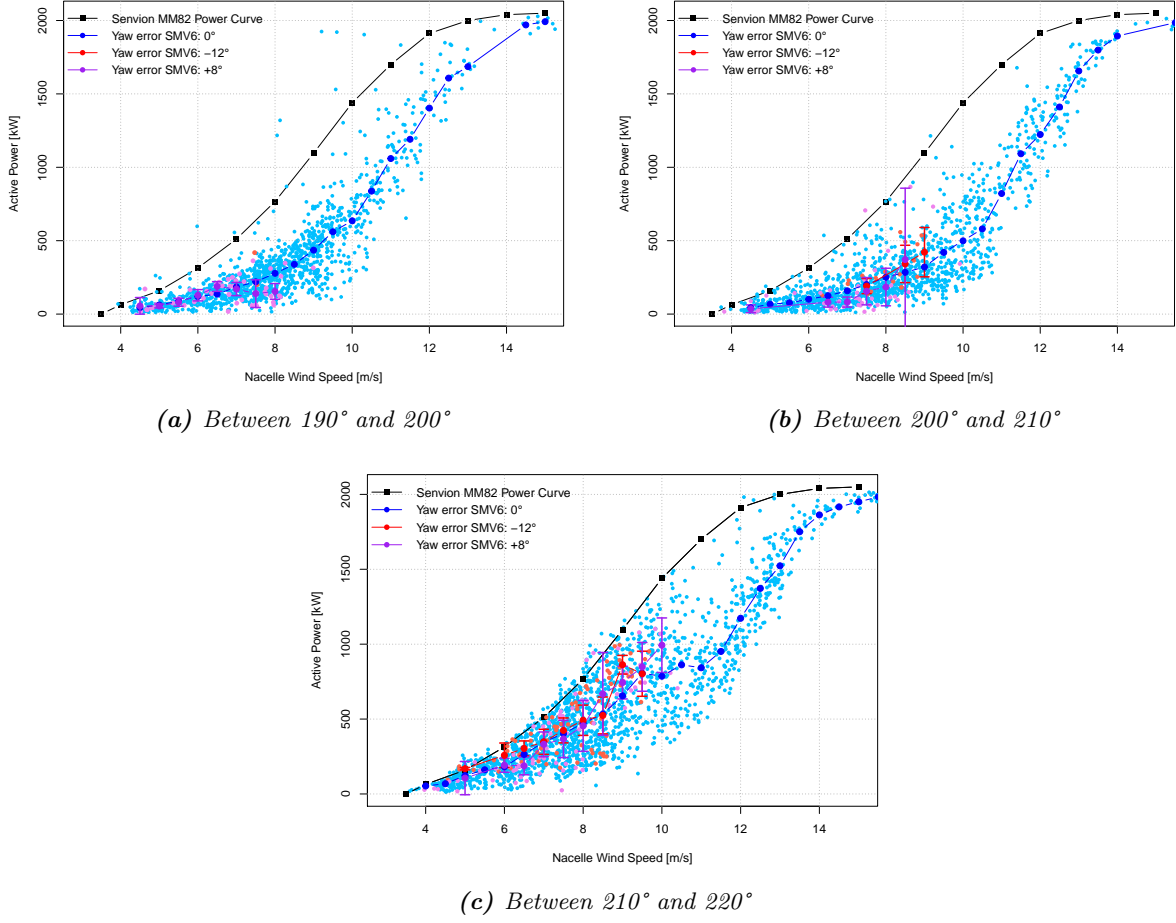 Senvion MM82 Power Curve
Yaw error SMV6: 0°
Yaw error SMV6: −12°
Yaw error SMV6: +8°
Active Power [kW]
0 500 1000 1500 2000
4 6 8 10 12 14
Nacelle Wind Speed [m/s]
(a) Between 190° and 200°
Senvion MM82 Power Curve
Yaw error SMV6: 0°
Yaw error SMV6: −12°
Yaw error SMV6: +8°
Active Power [kW]
0 500 1000 1500 2000
4 6 8 10 12 14
Nacelle Wind Speed [m/s]
(b) Between 200° and 210°
Senvion MM82 Power Curve
Yaw error SMV6: 0°
Yaw error SMV6: −12°
Yaw error SMV6: +8°
Active Power [kW]
0 500 1000 1500 2000
4 6 8 10 12 14
Nacelle Wind Speed [m/s]
(c) Between 210° and 220°